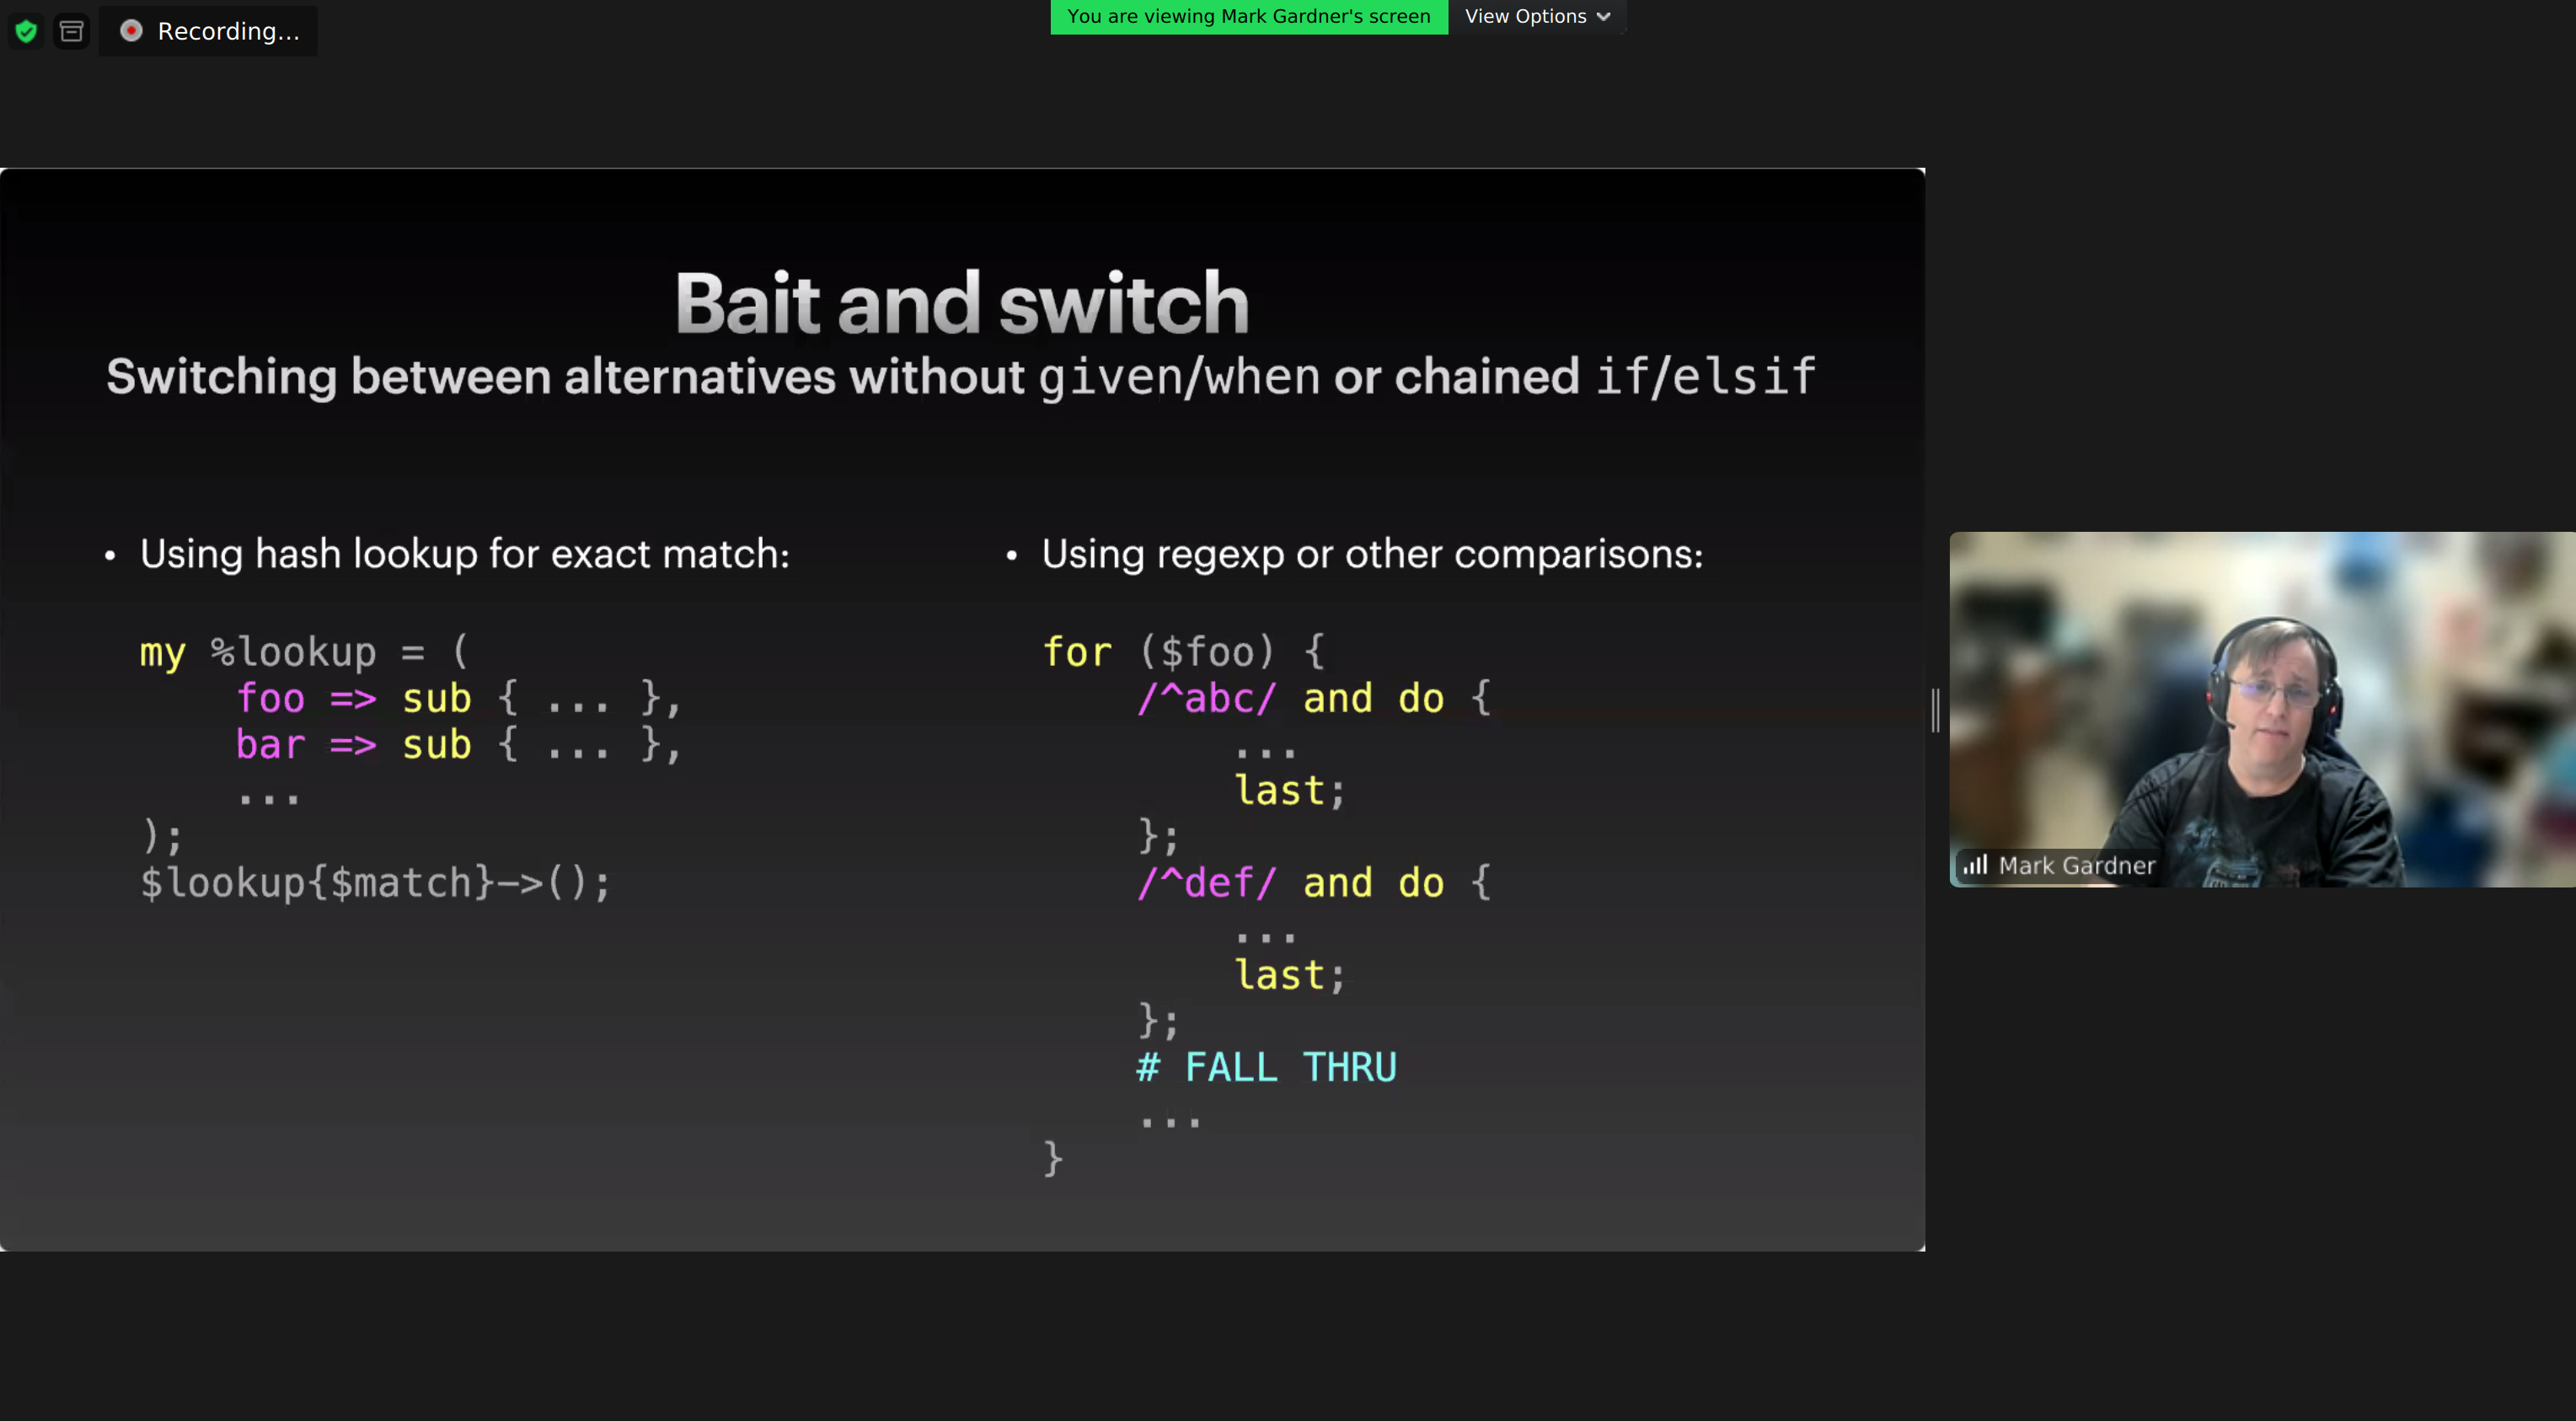 Recording...
You are viewing Mark Gardner's screen
View Options
Bait and switch
Switching between alternatives without given/when or chained if/elsif
• Using hash lookup for exact match:
my %lookup = (
    foo => sub { ... },
    bar => sub { ... },
    ...
);
$lookup{$match}->();
• Using regexp or other comparisons:
for ($foo) {
    /^abc/ and do {
        ...
        last;
    };
    /^def/ and do {
        ...
        last;
    };
    # FALL THRU
    ...
}
Mark Gardner